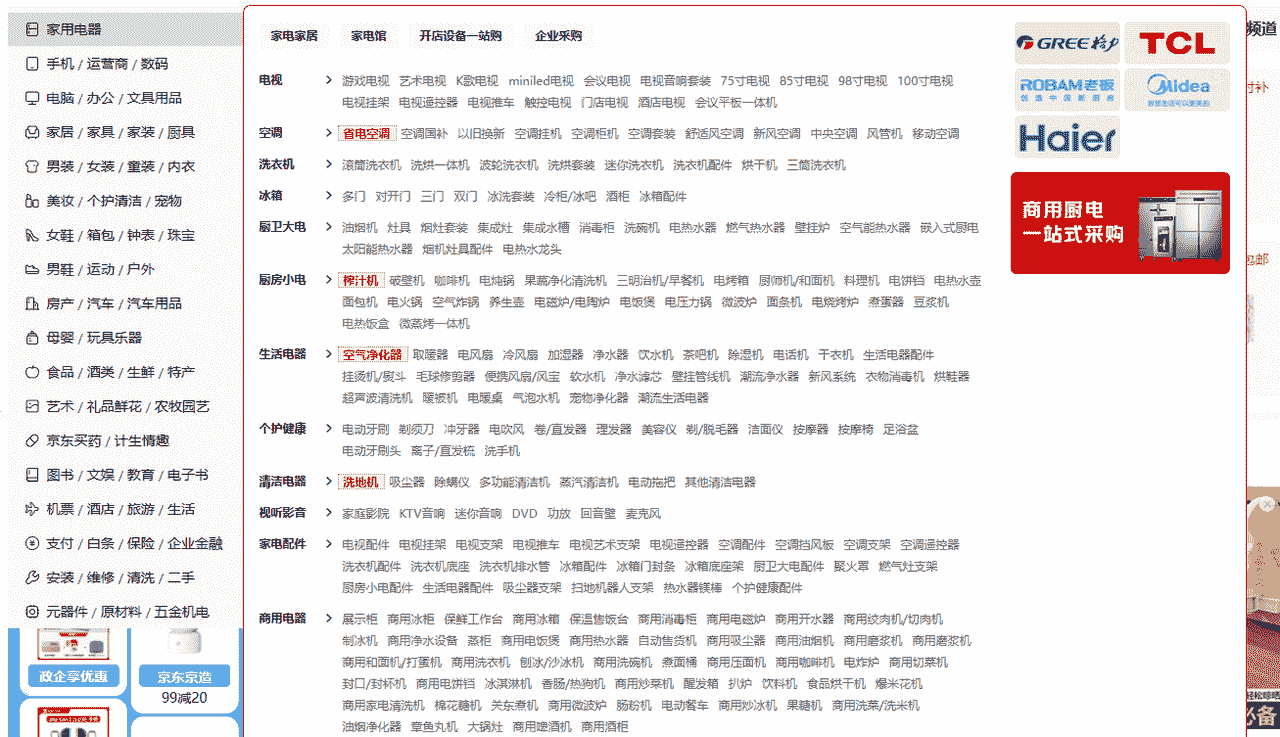 家用电器
手机 / 运营商 / 数码
电脑 / 办公 / 文具用品
家居 / 家具 / 家装 / 厨具
男装 / 女装 / 童装 / 内衣
美妆 / 个护清洁 / 宠物
女鞋 / 箱包 / 钟表 / 珠宝
男鞋 / 运动 / 户外
房产 / 汽车 / 汽车用品
母婴 / 玩具乐器
食品 / 酒类 / 生鲜 / 特产
艺术 / 礼品鲜花 / 农牧园艺
京东买药 / 计生情趣
图书 / 文娱 / 教育 / 电子书
机票 / 酒店 / 旅游 / 生活
支付 / 白条 / 保险 / 企业金融
安装 / 维修 / 清洗 / 二手
元器件 / 原材料 / 五金机电
政企享优惠
京东京造
99减20
家电家居 家电馆 开店设备一站购 企业采购
电视 > 游戏电视 艺术电视 K歌电视 miniled电视 会议电视 电视音响套装 75寸电视 85寸电视 98寸电视 100寸电视
电视挂架 电视遥控器 电视推车 触控电视 门店电视 酒店电视 会议平板一体机
空调 > 省电空调 空调国补 以旧换新 空调挂机 空调柜机 空调套装 舒适风空调 新风空调 中央空调 风管机 移动空调
洗衣机 > 滚筒洗衣机 洗烘一体机 波轮洗衣机 洗烘套装 迷你洗衣机 洗衣机配件 烘干机 三筒洗衣机
冰箱 > 多门 对开门 三门 双门 冰洗套装 冷柜/冰吧 酒柜 冰箱配件
厨卫大电 > 油烟机 灶具 烟灶套装 集成灶 集成水槽 消毒柜 洗碗机 电热水器 燃气热水器 壁挂炉 空气能热水器 嵌入式厨电
太阳能热水器 烟机灶具配件 电热水龙头
厨房小电 > 榨汁机 破壁机 咖啡机 电炖锅 果蔬净化清洗机 三明治机/早餐机 电烤箱 厨师机/和面机 料理机 电饼铛 电热水壶
面包机 电火锅 空气炸锅 养生壶 电磁炉/电陶炉 电饭煲 电压力锅 微波炉 面条机 电烧烤炉 煮蛋器 豆浆机
电热饭盒 微蒸烤一体机
生活电器 > 空气净化器 取暖器 电风扇 冷风扇 加湿器 净水器 饮水机 茶吧机 除湿机 电话机 干衣机 生活电器配件
挂烫机/熨斗 毛球修剪器 便携风扇/风宝 软水机 净水滤芯 壁挂管线机 潮流净水器 新风系统 衣物消毒机 烘鞋器
超声波清洗机 暖被机 电暖桌 气泡水机 宠物净化器 潮流生活电器
个护健康 > 电动牙刷 剃须刀 冲牙器 电吹风 卷/直发器 理发器 美容仪 剃/脱毛器 洁面仪 按摩器 按摩椅 足浴盆
电动牙刷头 离子/直发梳 洗手机
清洁电器 > 洗地机 吸尘器 除螨仪 多功能清洁机 蒸汽清洁机 电动拖把 其他清洁电器
视听影音 > 家庭影院 KTV音响 迷你音响 DVD 功放 回音壁 麦克风
家电配件 > 电视配件 电视挂架 电视支架 电视推车 电视艺术支架 电视遥控器 空调配件 空调挡风板 空调支架 空调遥控器
洗衣机配件 洗衣机底座 洗衣机排水管 冰箱配件 冰箱门封条 冰箱底座架 厨卫大电配件 聚火罩 燃气灶支架
厨房小电配件 生活电器配件 吸尘器支架 扫地机器人支架 热水器镁棒 个护健康配件
商用电器 > 展示柜 商用冰柜 保鲜工作台 商用冰箱 保温售饭台 商用消毒柜 商用电磁炉 商用开水器 商用绞肉机/切肉机
制冰机 商用净水设备 蒸柜 商用电饭煲 商用热水器 自动售货机 商用吸尘器 商用油烟机 商用磨浆机 商用磨浆机
商用和面机/打蛋机 商用洗衣机 刨冰/沙冰机 商用洗碗机 煮面桶 商用压面机 商用咖啡机 电炸炉 商用切菜机
封口/封杯机 商用电饼铛 冰淇淋机 香肠/热狗机 商用炒菜机 醒发箱 扒炉 饮料机 食品烘干机 爆米花机
商用家电清洗机 棉花糖机 关东煮机 商用微波炉 肠粉机 电动餐车 商用炒冰机 果糖机 商用洗菜/洗米机
油烟净化器 章鱼丸机 大锅灶 商用啤酒机 商用酒柜
GREE格力
TCL
ROBAM老板
创造中国新厨房
Midea
Haier
商用厨电
一站式采购
频道
时补
包邮
必备